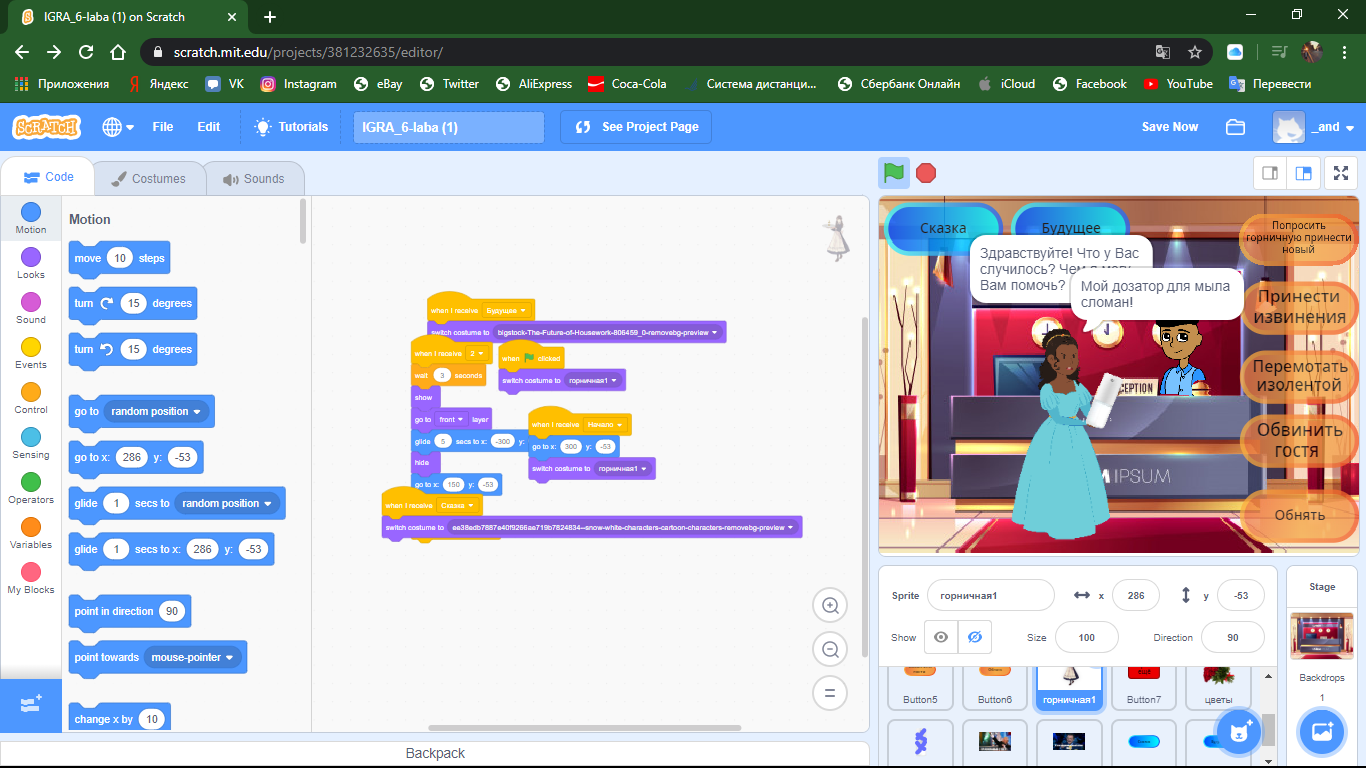 IGRA_6-laba (1) on Scratch
scratch.mit.edu/projects/381232635/editor/
Приложения
Яндекс
VK
Instagram
eBay
Twitter
AliExpress
Coca-Cola
Система дистанци...
Сбербанк Онлайн
iCloud
Facebook
YouTube
Перевести
SCRATCH
File
Edit
Tutorials
IGRA_6-laba (1)
See Project Page
Save Now
_and
Code
Costumes
Sounds
Motion
Looks
Sound
Events
Control
Sensing
Operators
Variables
My Blocks
Motion
move 10 steps
turn 15 degrees
turn 15 degrees
go to random position
go to x: 286 y: -53
glide 1 secs to random position
glide 1 secs to x: 286 y: -53
point in direction 90
point towards mouse-pointer
change x by 10
when I receive Будущее
switch costume to bigstock-The-Future-of-Housework-806459_0-removebg-preview
when I receive 2
wait 3 seconds
show
go to front layer
glide 5 secs to x: -300 y:
hide
go to x: 150 y: -53
when clicked
switch costume to горничная1
when I receive Начало
go to x: 300 y: -53
switch costume to горничная1
when I receive Сказка
switch costume to ee38edb7887e40f9266ae719b7824834--snow-white-characters-cartoon-characters-removebg-preview
Backpack
Сказка
Будущее
Здравствуйте! Что у Вас
случилось? Чем я могу
Вам помочь?
Мой дозатор для мыла
сломан!
Попросить
горничную принести
новый
Принести
извинения
Перемотать
изолентой
Обвинить
гостя
Обнять
CEPTION
M IPSUM
Sprite
горничная1
x
286
y
-53
Show
Size
100
Direction
90
Button5
Button6
горничная1
Button7
цветы
Stage
Backdrops
1